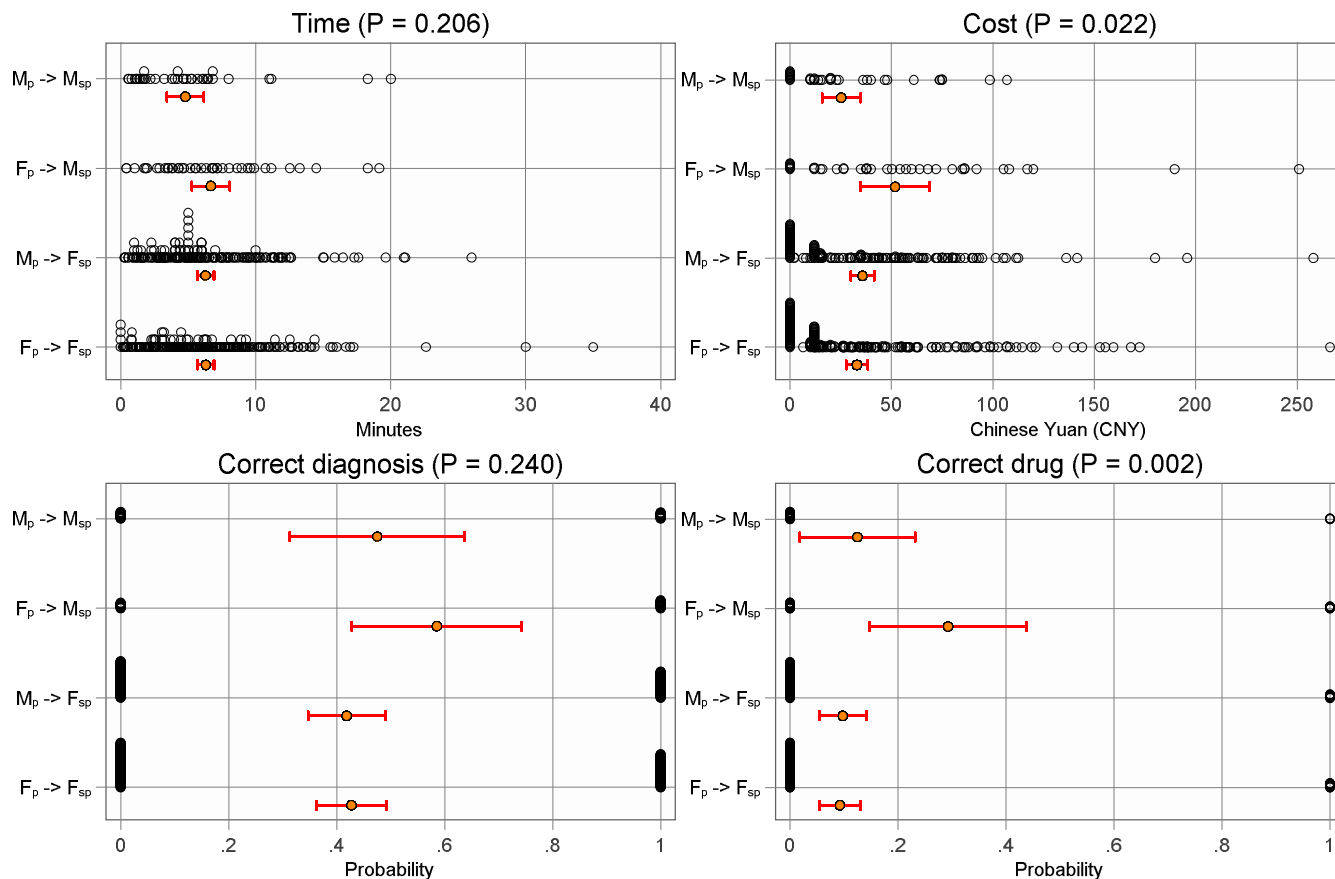 Time (P = 0.206)
Mp -> Msp
Fp -> Msp
Mp -> Fsp
Fp -> Fsp
0 10 20 30 40
Minutes
Cost (P = 0.022)
Mp -> Msp
Fp -> Msp
Mp -> Fsp
Fp -> Fsp
0 50 100 150 200 250
Chinese Yuan (CNY)
Correct diagnosis (P = 0.240)
Mp -> Msp
Fp -> Msp
Mp -> Fsp
Fp -> Fsp
0 .2 .4 .6 .8 1
Probability
Correct drug (P = 0.002)
Mp -> Msp
Fp -> Msp
Mp -> Fsp
Fp -> Fsp
0 .2 .4 .6 .8 1
Probability